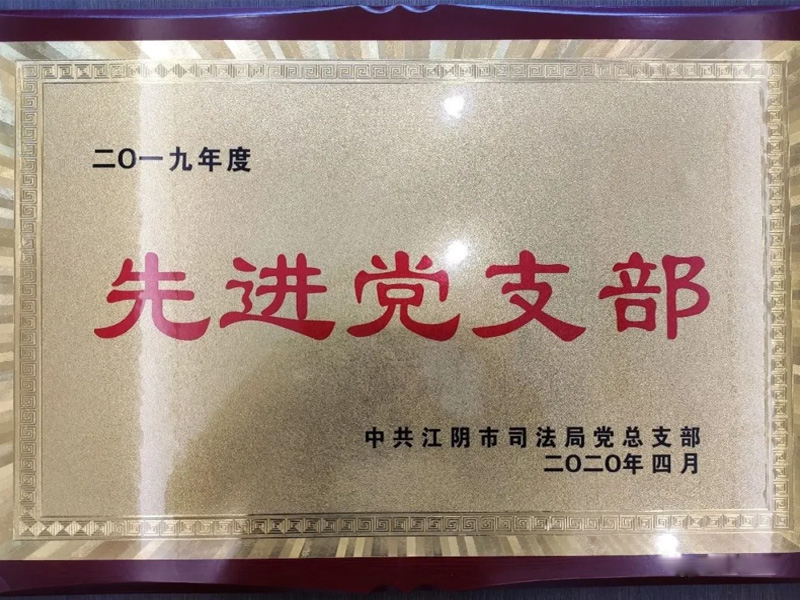 二〇一九年度
先进党支部
中共江阴市司法局党总支部
二〇二〇年四月